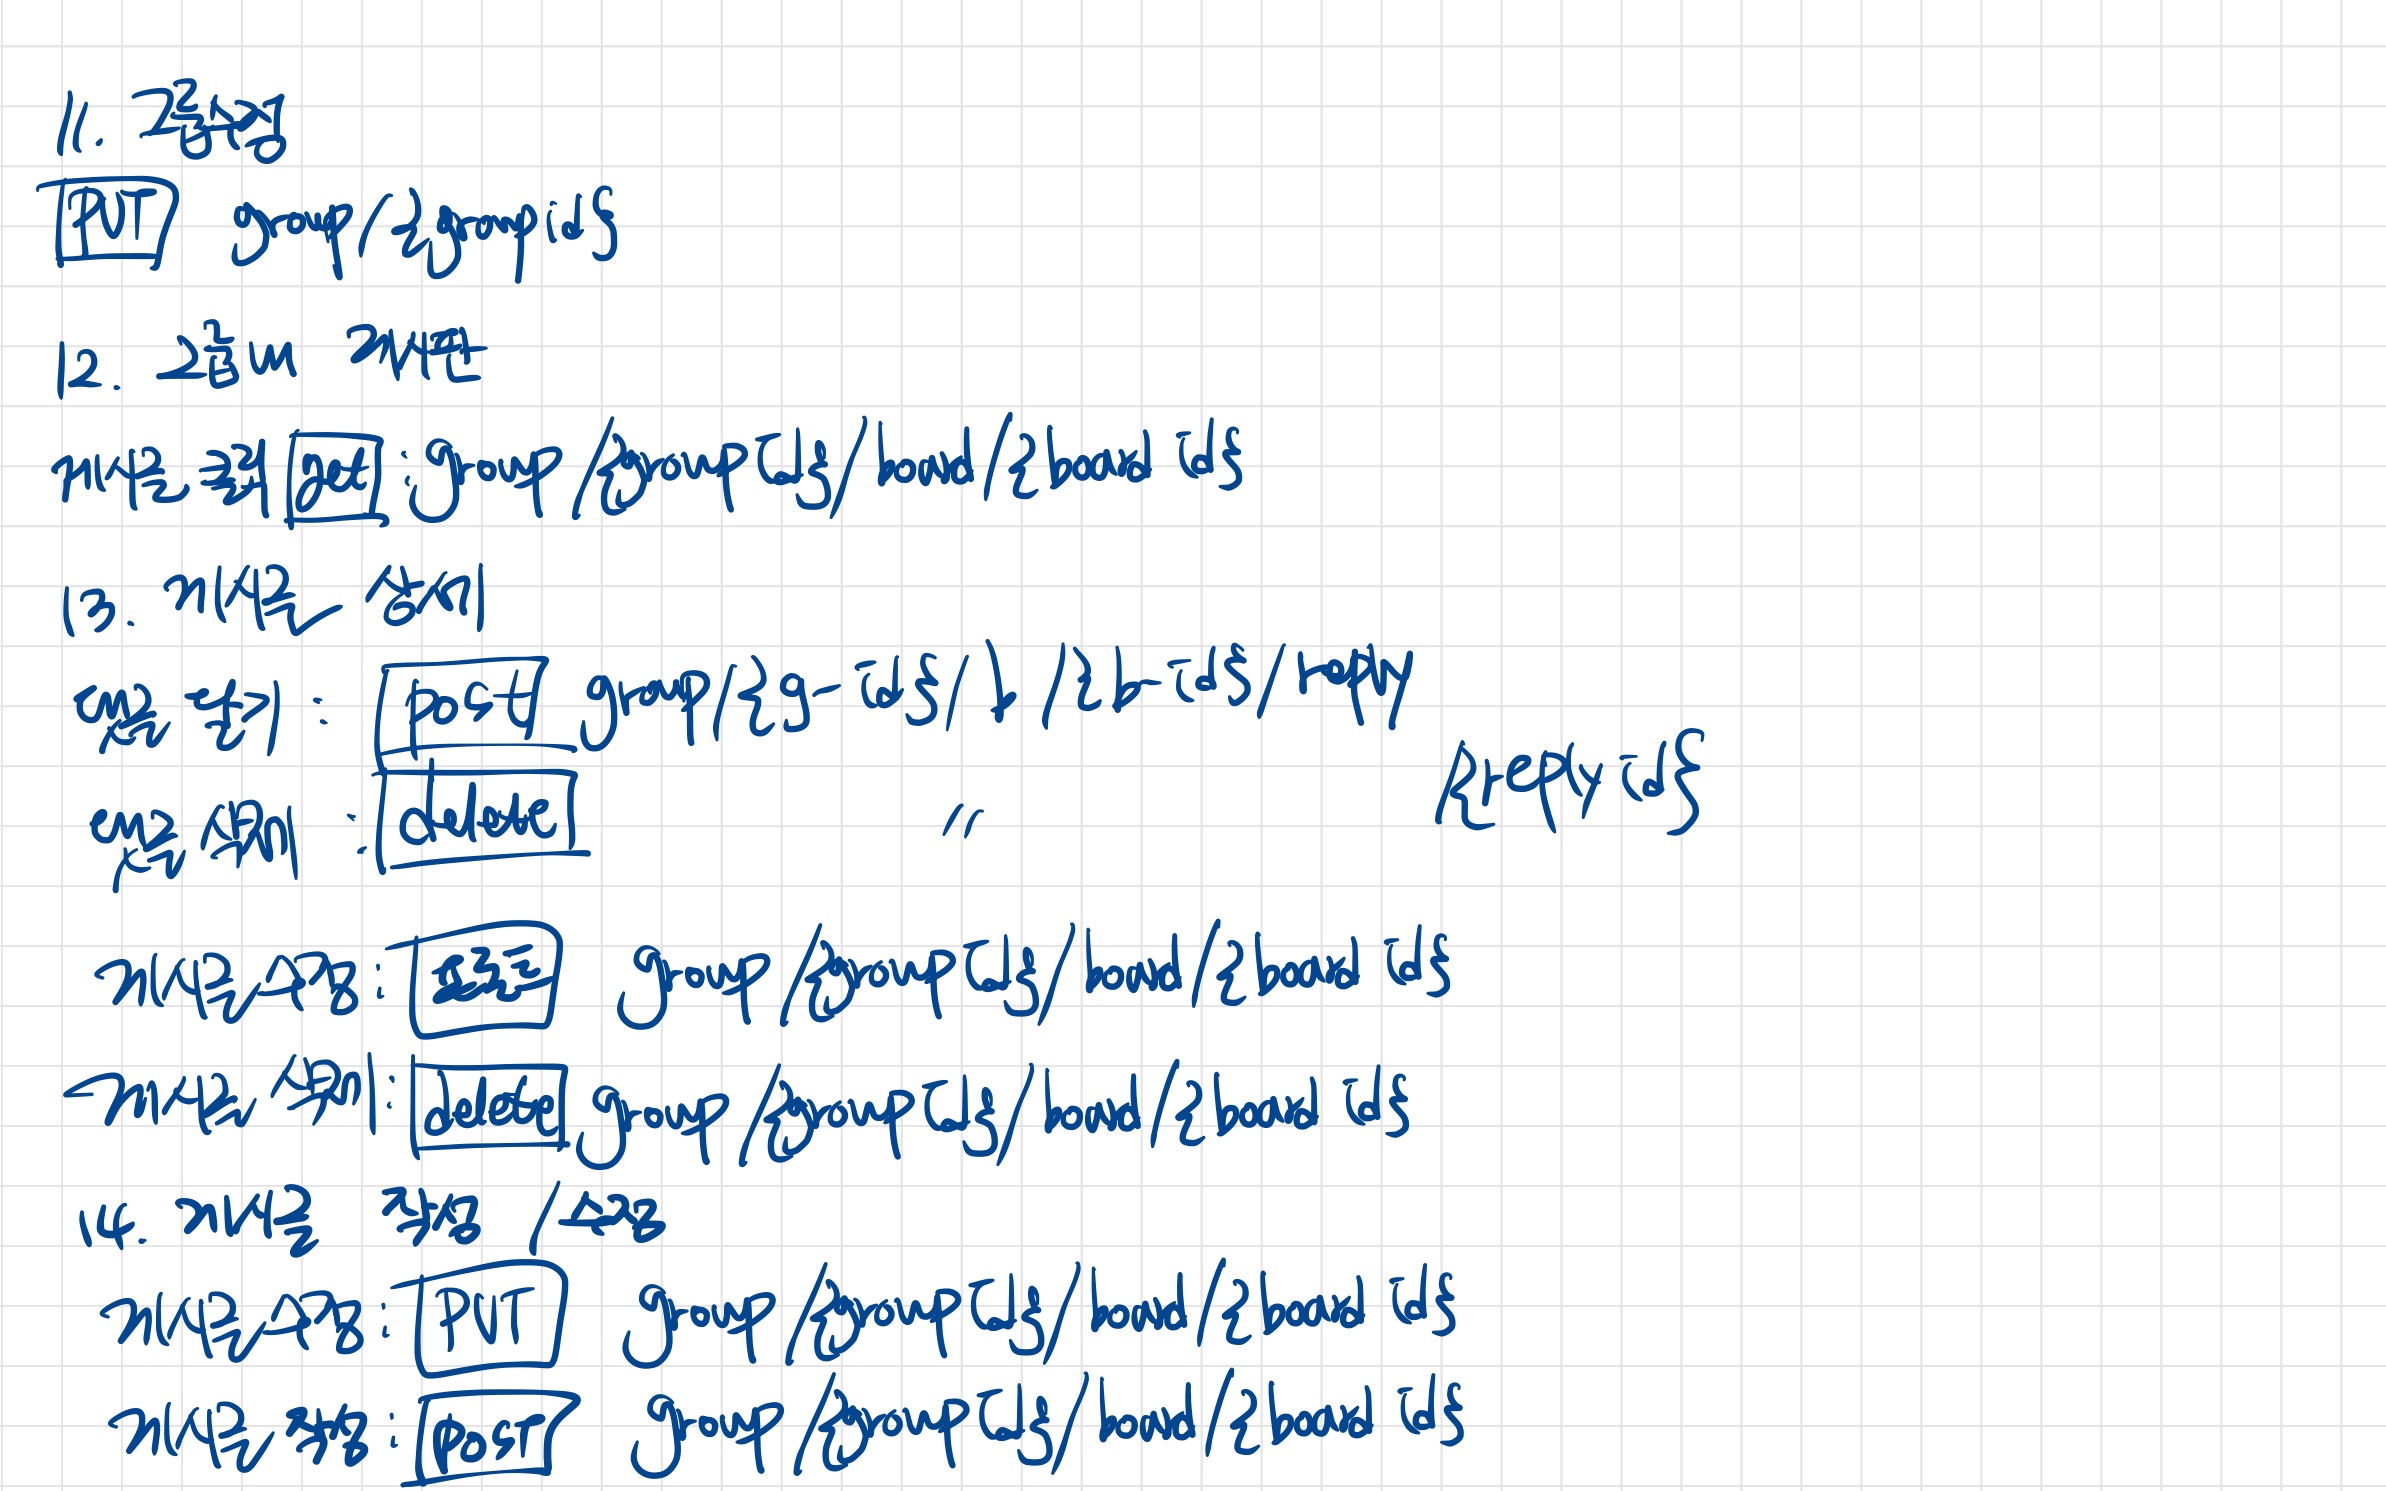 11. 그룹수정
PUT group/{groupid}
12. 그룹내 게시판
게시글 조회 get : group/{groupId}/board/{board id}
13. 게시글 상세
댓글 쓰기 : post group/{g-id}/b/{b-id}/reply
{reply id}
댓글 삭제 : delete "
게시글 수정 : group/{groupId}/board/{board id}
게시글 삭제 : delete group/{groupId}/board/{board id}
14. 게시글 작성 / 수정
게시글 수정 : PUT group/{groupId}/board/{board id}
게시글 작성 : POST group/{groupId}/board/{board id}